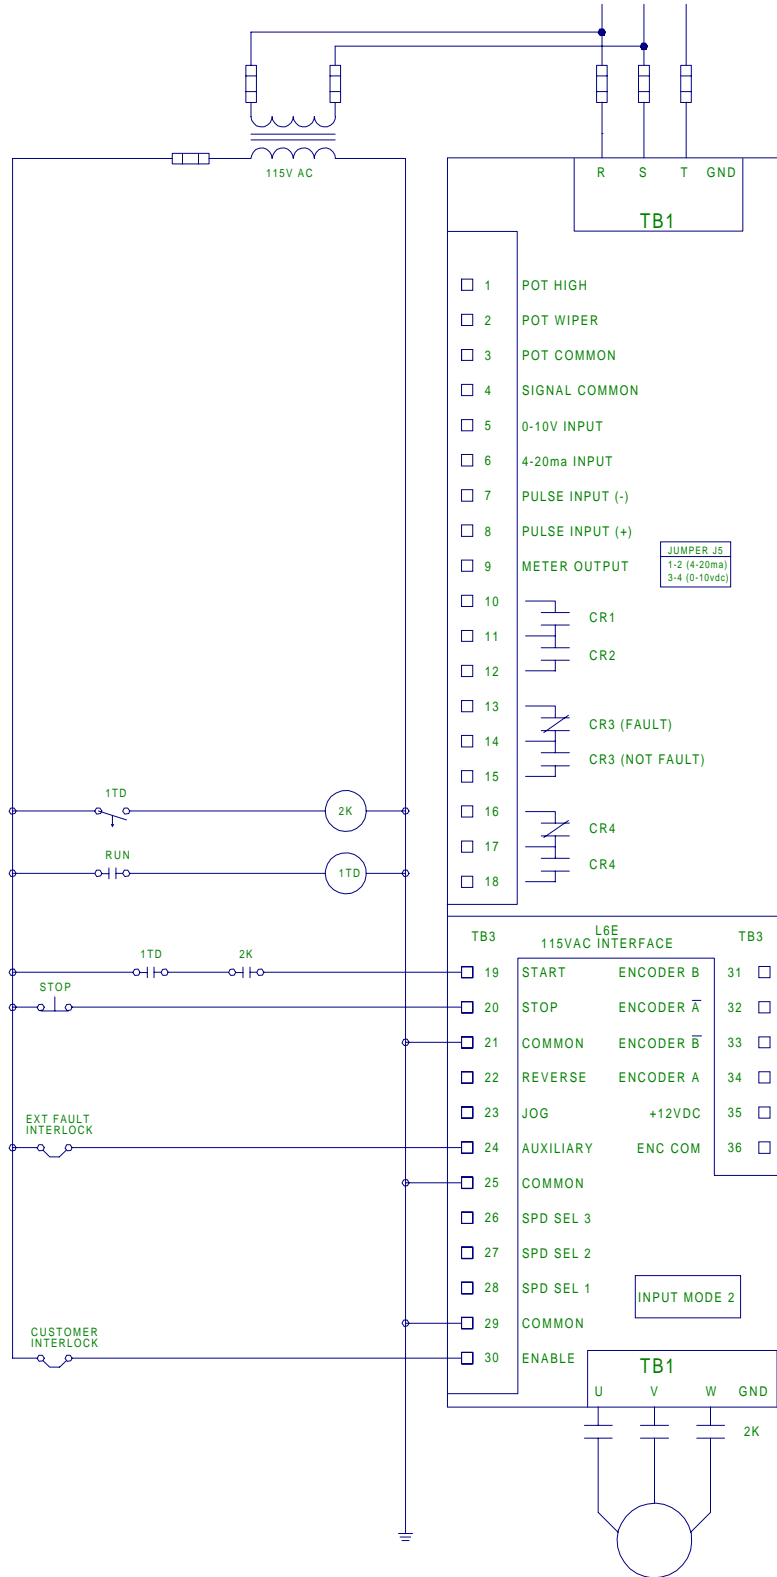 115V AC
R S T GND
TB1
1 POT HIGH
2 POT WIPER
3 POT COMMON
4 SIGNAL COMMON
5 0-10V INPUT
6 4-20ma INPUT
7 PULSE INPUT (-)
8 PULSE INPUT (+)
9 METER OUTPUT
JUMPER J5
1-2 (4-20ma)
3-4 (0-10vdc)
10
CR1
11
CR2
12
13
CR3 (FAULT)
14
CR3 (NOT FAULT)
15
1TD
2K
16
CR4
17
RUN
1TD
CR4
18
TB3
L6E
115VAC INTERFACE
TB3
1TD 2K
19 START ENCODER B 31
STOP
20 STOP ENCODER A̅ 32
21 COMMON ENCODER B̅ 33
22 REVERSE ENCODER A 34
23 JOG +12VDC 35
EXT FAULT
INTERLOCK
24 AUXILIARY ENC COM 36
25 COMMON
26 SPD SEL 3
27 SPD SEL 2
28 SPD SEL 1
INPUT MODE 2
29 COMMON
CUSTOMER
INTERLOCK
30 ENABLE
TB1
U V W GND
2K